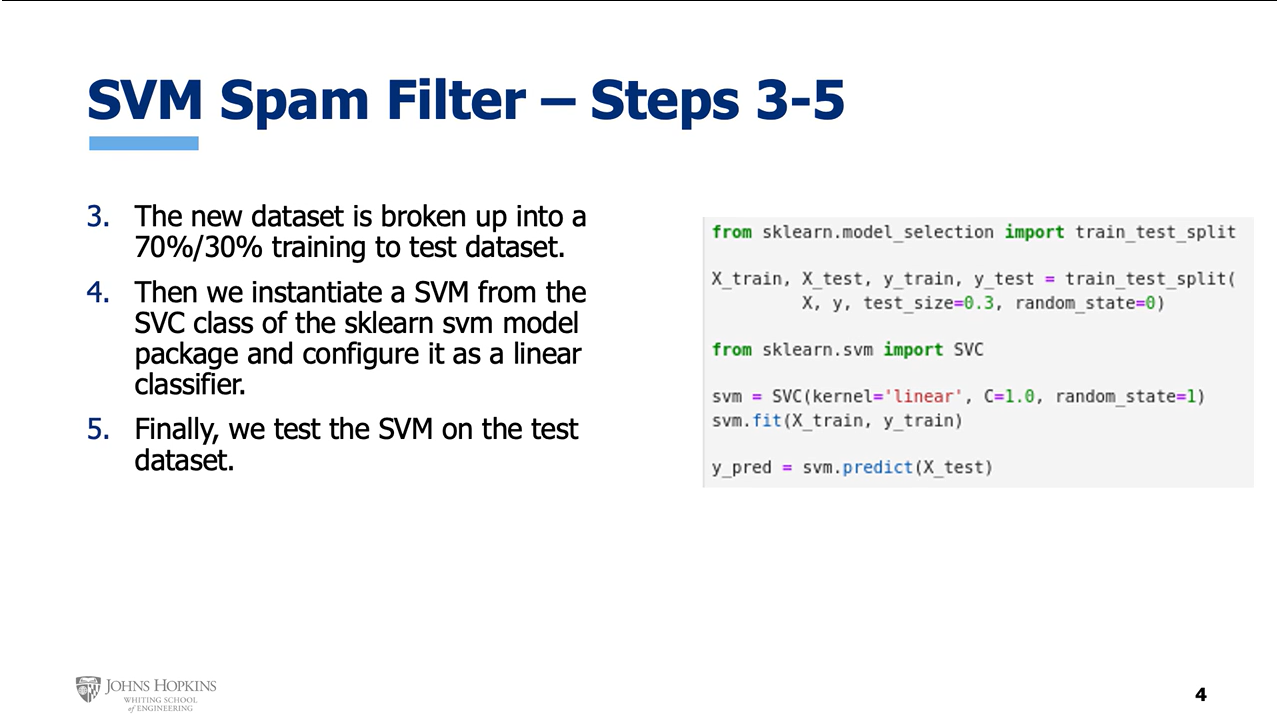 SVM Spam Filter – Steps 3-5
3. The new dataset is broken up into a
70%/30% training to test dataset.
4. Then we instantiate a SVM from the
SVC class of the sklearn svm model
package and configure it as a linear
classifier.
5. Finally, we test the SVM on the test
dataset.
from sklearn.model_selection import train_test_split
X_train, X_test, y_train, y_test = train_test_split(
X, y, test_size=0.3, random_state=0)
from sklearn.svm import SVC
svm = SVC(kernel='linear', C=1.0, random_state=1)
svm.fit(X_train, y_train)
y_pred = svm.predict(X_test)
JOHNS HOPKINS
WHITING SCHOOL
of ENGINEERING
4